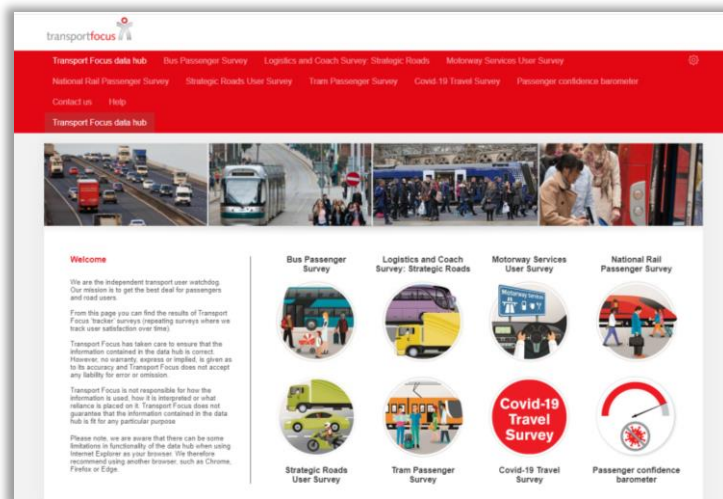 transportfocus
Transport Focus data hub Bus Passenger Survey Logistics and Coach Survey: Strategic Roads Motorway Services User Survey
National Rail Passenger Survey Strategic Roads User Survey Tram Passenger Survey Covid-19 Travel Survey Passenger confidence barometer
Contact us Help
Transport Focus data hub
Welcome
We are the independent transport user watchdog.
Our mission is to get the best deal for passengers
and road users.
From this page you can find the results of Transport
Focus 'tracker' surveys (repeating surveys where we
track user satisfaction over time).
Transport Focus has taken care to ensure that the
information contained in the data hub is correct.
However, no warranty, express or implied, is given as
to its accuracy and Transport Focus does not accept
any liability for error or omission.
Transport Focus is not responsible for how the
information is used, how it is interpreted or what
reliance is placed on it. Transport Focus does not
guarantee that the information contained in the data
hub is fit for any particular purpose
Please note, we are aware that there can be some
limitations in functionality of the data hub when using
Internet Explorer as your browser. We therefore
recommend using another browser, such as Chrome,
Firefox or Edge.
Bus Passenger
Survey
Logistics and Coach
Survey: Strategic Roads
Motorway Services
User Survey
National Rail
Passenger Survey
Motorway services
Covid-19
Travel
Survey
Strategic Roads
User Survey
Tram Passenger
Survey
Covid-19 Travel
Survey
Passenger confidence
barometer